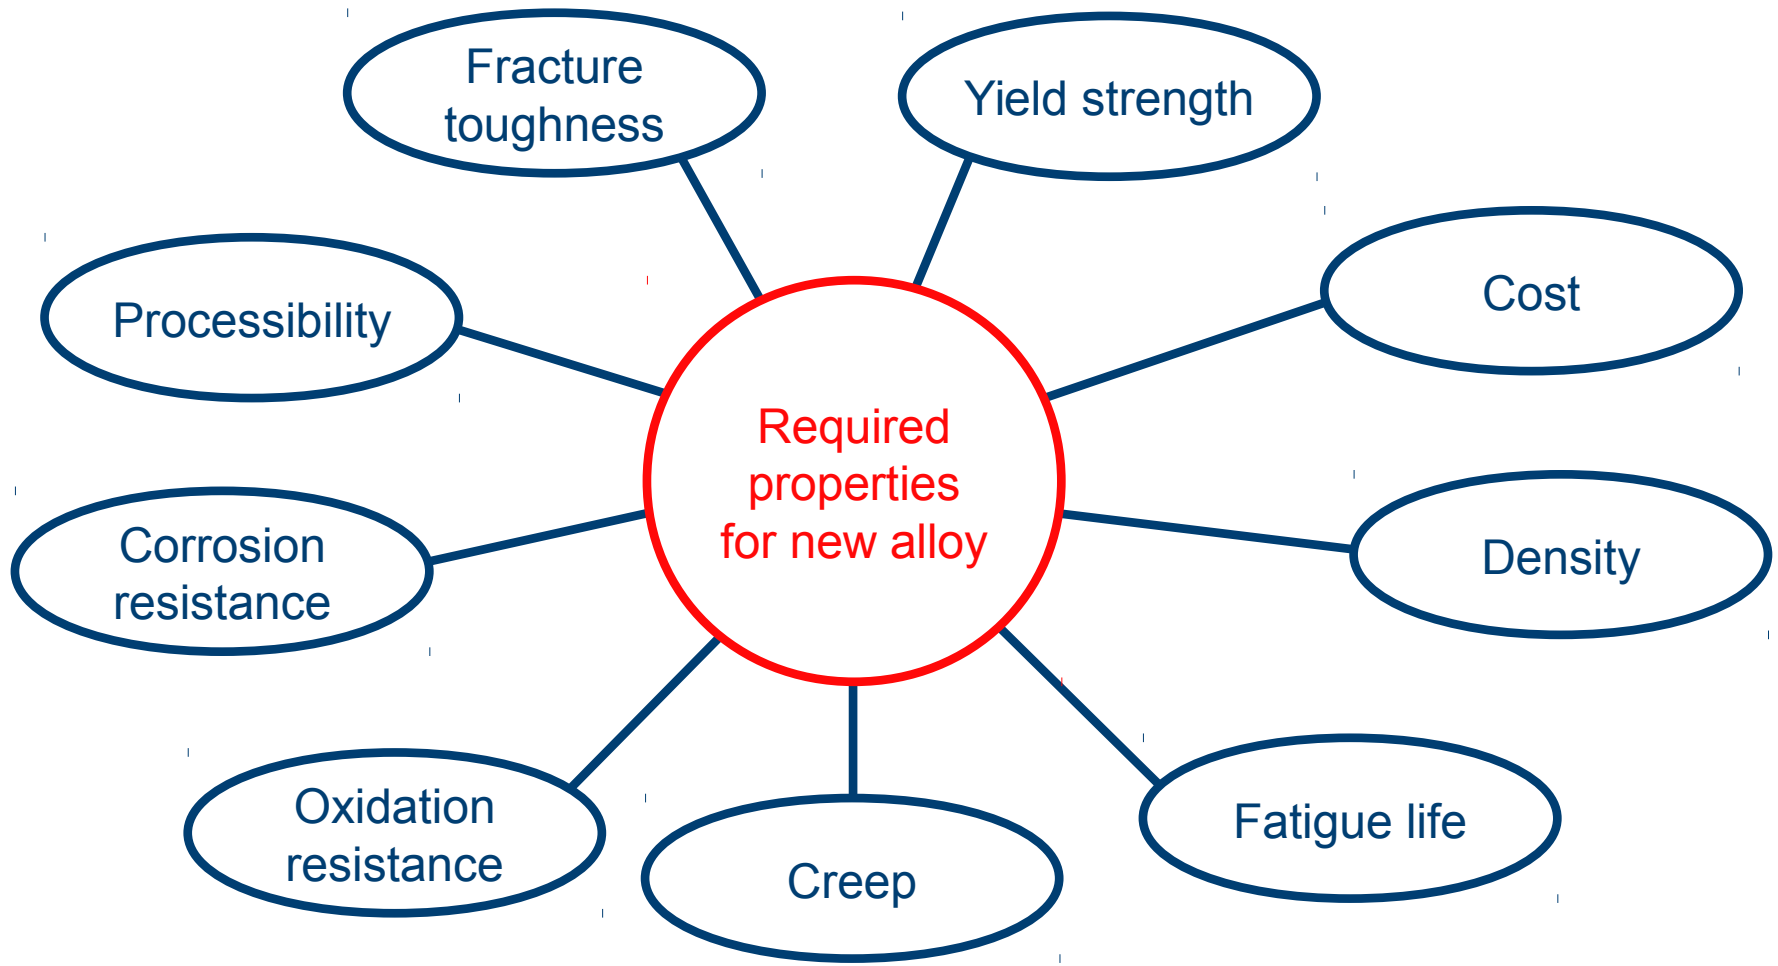 Fracture
toughness
Yield strength
Cost
Processibility
Required
properties
for new alloy
Corrosion
resistance
Density
Oxidation
resistance
Creep
Fatigue life